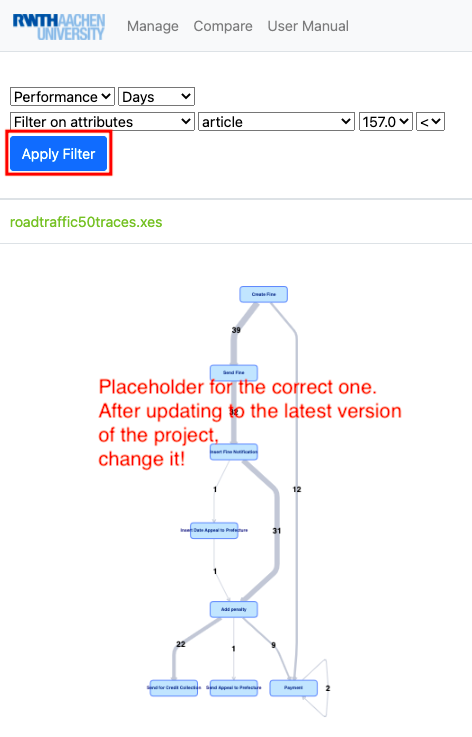 RWTH AACHEN UNIVERSITY
Manage Compare User Manual
Performance Days
Filter on attributes article 157.0 <
Apply Filter
roadtraffic50traces.xes
Create Fine
39
Send Fine
Placeholder for the correct one.
After updating to the latest version
32
of the project,
change it!
Insert Fine Notification
1
12
Insert Date Appeal to Prefecture
31
1
Add penalty
22
1
9
Send for Credit Collection
Send Appeal to Prefecture
Payment
2